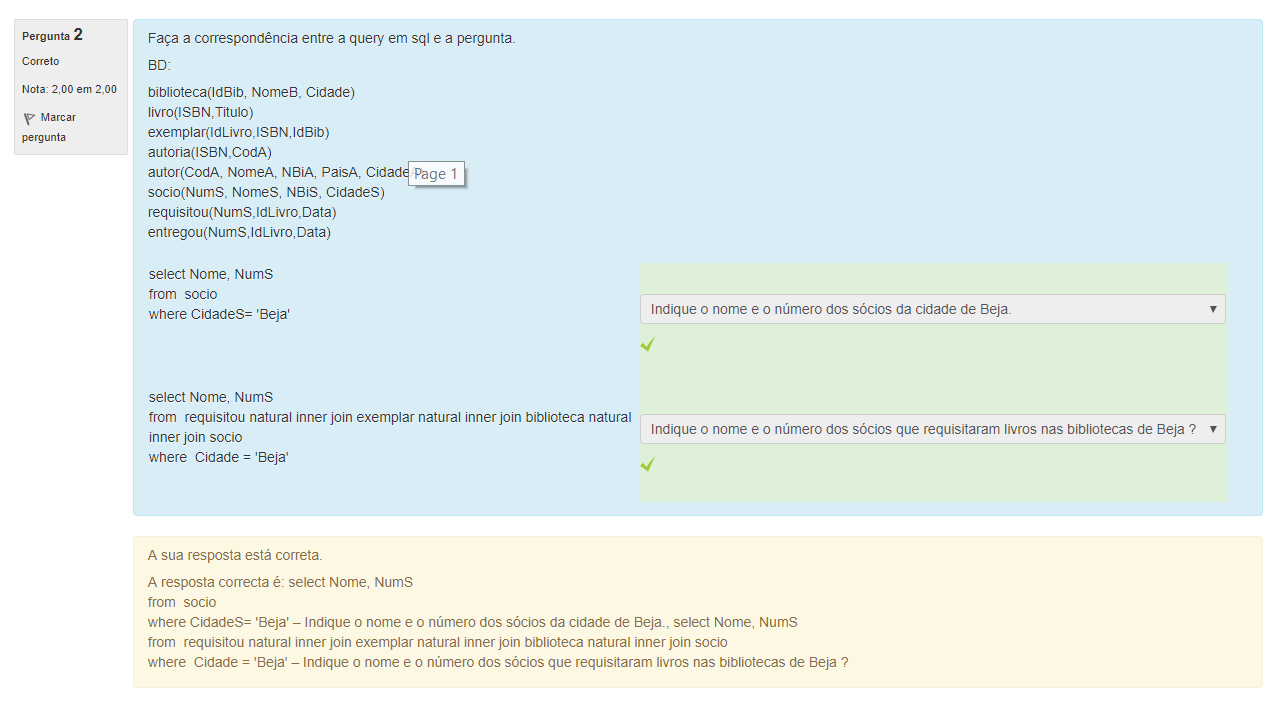 Pergunta 2
Correto
Nota: 2,00 em 2,00
Marcar
pergunta
Faça a correspondência entre a query em sql e a pergunta.
BD:
biblioteca(IdBib, NomeB, Cidade)
livro(ISBN,Titulo)
exemplar(IdLivro,ISBN,IdBib)
autoria(ISBN,CodA)
autor(CodA, NomeA, NBiA, PaisA, Cidade
Page 1
socio(NumS, NomeS, NBiS, CidadeS)
requisitou(NumS,IdLivro,Data)
entregou(NumS,IdLivro,Data)
select Nome, NumS
from  socio
where CidadeS= 'Beja'
Indique o nome e o número dos sócios da cidade de Beja.
select Nome, NumS
from  requisitou natural inner join exemplar natural inner join biblioteca natural
inner join socio
where  Cidade = 'Beja'
Indique o nome e o número dos sócios que requisitaram livros nas bibliotecas de Beja ?
A sua resposta está correta.
A resposta correcta é: select Nome, NumS
from  socio
where CidadeS= 'Beja' – Indique o nome e o número dos sócios da cidade de Beja., select Nome, NumS
from  requisitou natural inner join exemplar natural inner join biblioteca natural inner join socio
where  Cidade = 'Beja' – Indique o nome e o número dos sócios que requisitaram livros nas bibliotecas de Beja ?